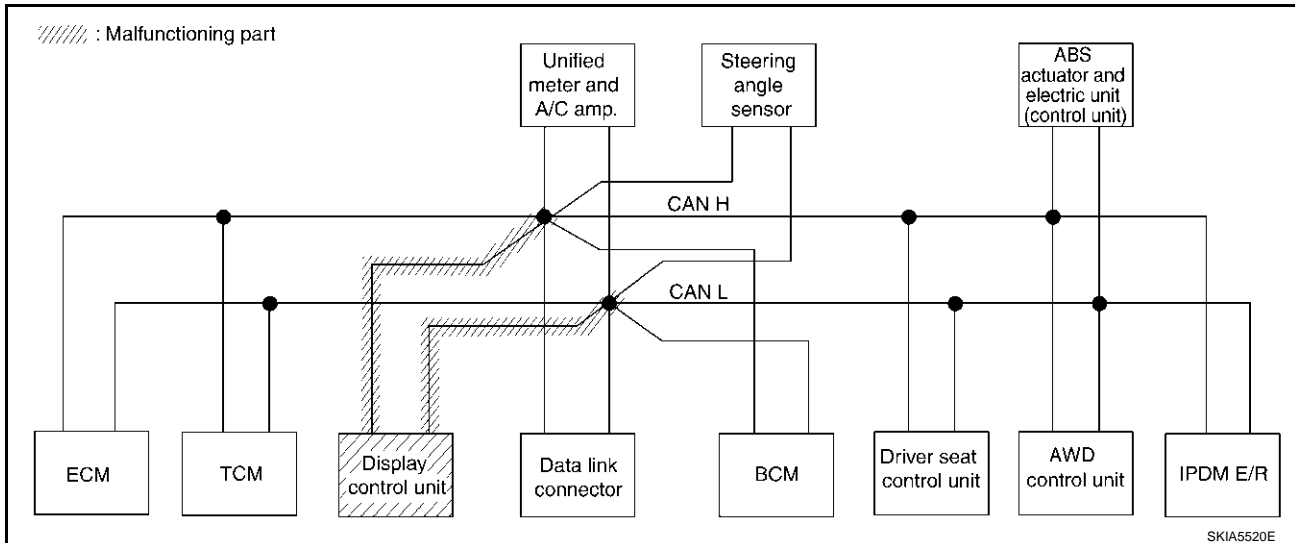 : Malfunctioning part
Unified
meter and
A/C amp.
Steering
angle
sensor
ABS
actuator and
electric unit
(control unit)
CAN H
CAN L
ECM
TCM
Display
control unit
Data link
connector
BCM
Driver seat
control unit
AWD
control unit
IPDM E/R
SKIA5520E